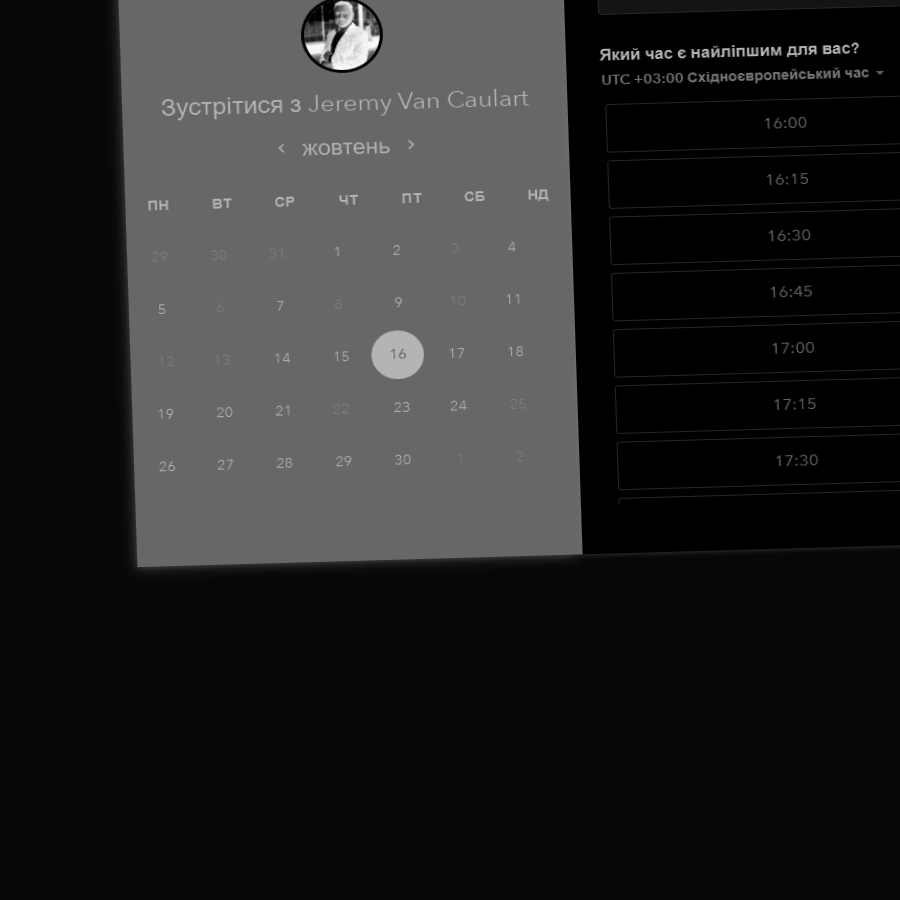 Зустрітися з Jeremy Van Caulart
жовтень
ПН ВТ СР ЧТ ПТ СБ НД
29 30 31 1 2 3 4
5 6 7 8 9 10 11
12 13 14 15 16 17 18
19 20 21 22 23 24 25
26 27 28 29 30 1 2
Який час є найліпшим для вас?
UTC +03:00 Східноєвропейський час
16:00
16:15
16:30
16:45
17:00
17:15
17:30